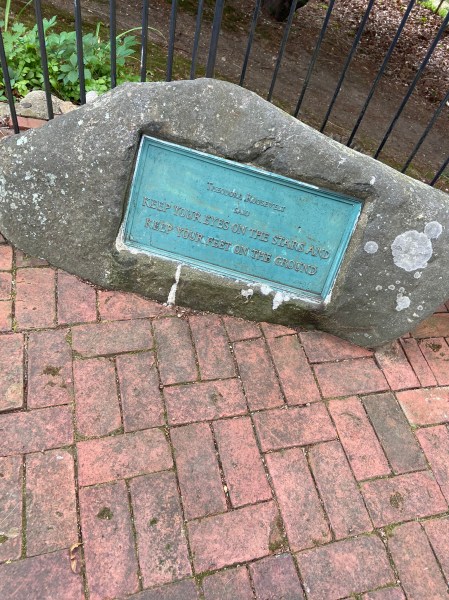 THEODORE ROOSEVELT
SAID
KEEP YOUR EYES ON THE STARS AND
KEEP YOUR FEET ON THE GROUND